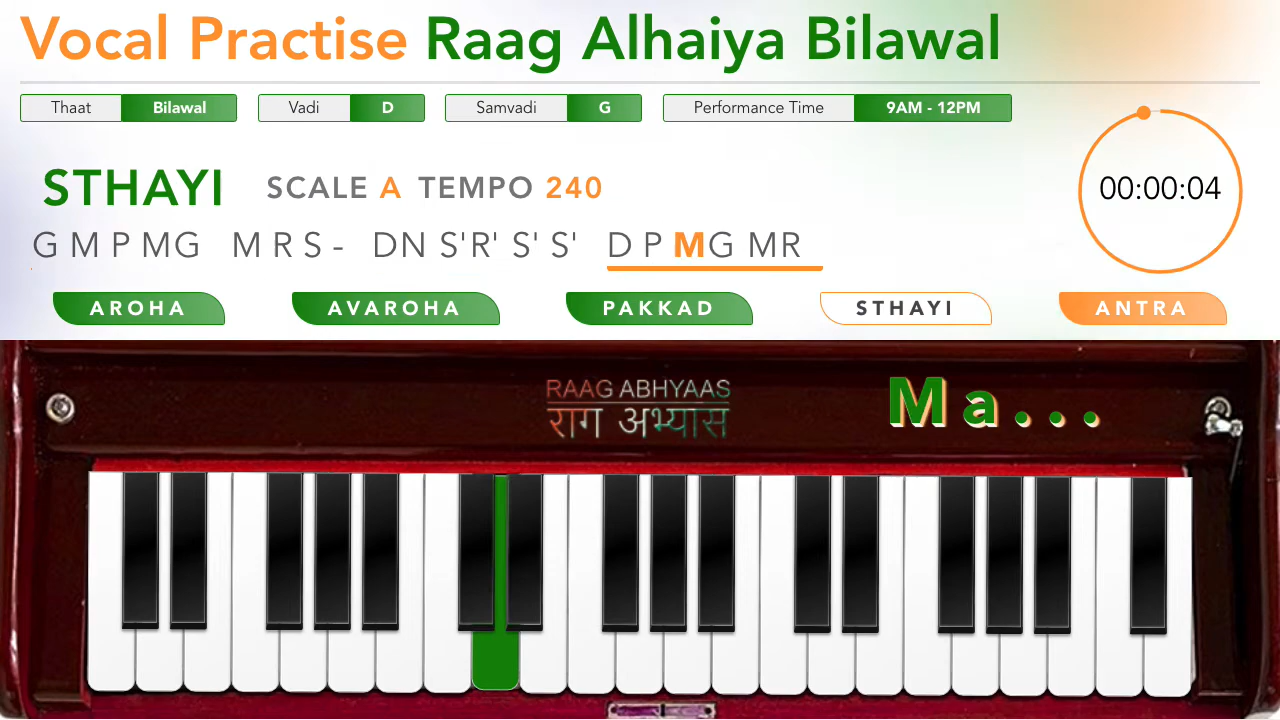 Vocal Practise Raag Alhaiya Bilawal
Thaat Bilawal Vadi D Samvadi G Performance Time 9AM - 12PM
STHAYI SCALE A TEMPO 240
00:00:04
G M P MG M R S - DN S'R' S' S' D P MG MR
AROHA AVAROHA PAKKAD STHAYI ANTRA
RAAG ABHYAAS
राग अभ्यास
Ma...